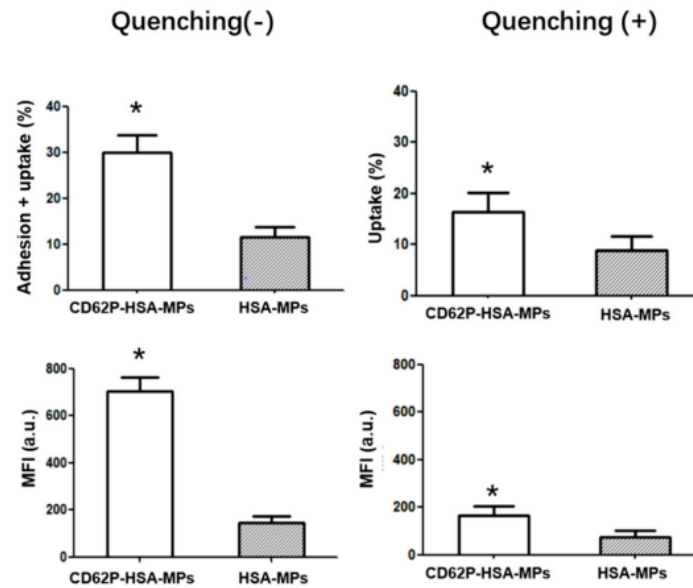 Quenching(-)
Quenching (+)
Adhesion + uptake (%)
40
30
20
10
0
*
CD62P-HSA-MPs
HSA-MPs
Uptake (%)
40
30
20
10
0
*
CD62P-HSA-MPs
HSA-MPs
MFI (a.u.)
800
600
400
200
0
*
CD62P-HSA-MPs
HSA-MPs
MFI (a.u.)
800
600
400
200
0
*
CD62P-HSA-MPs
HSA-MPs